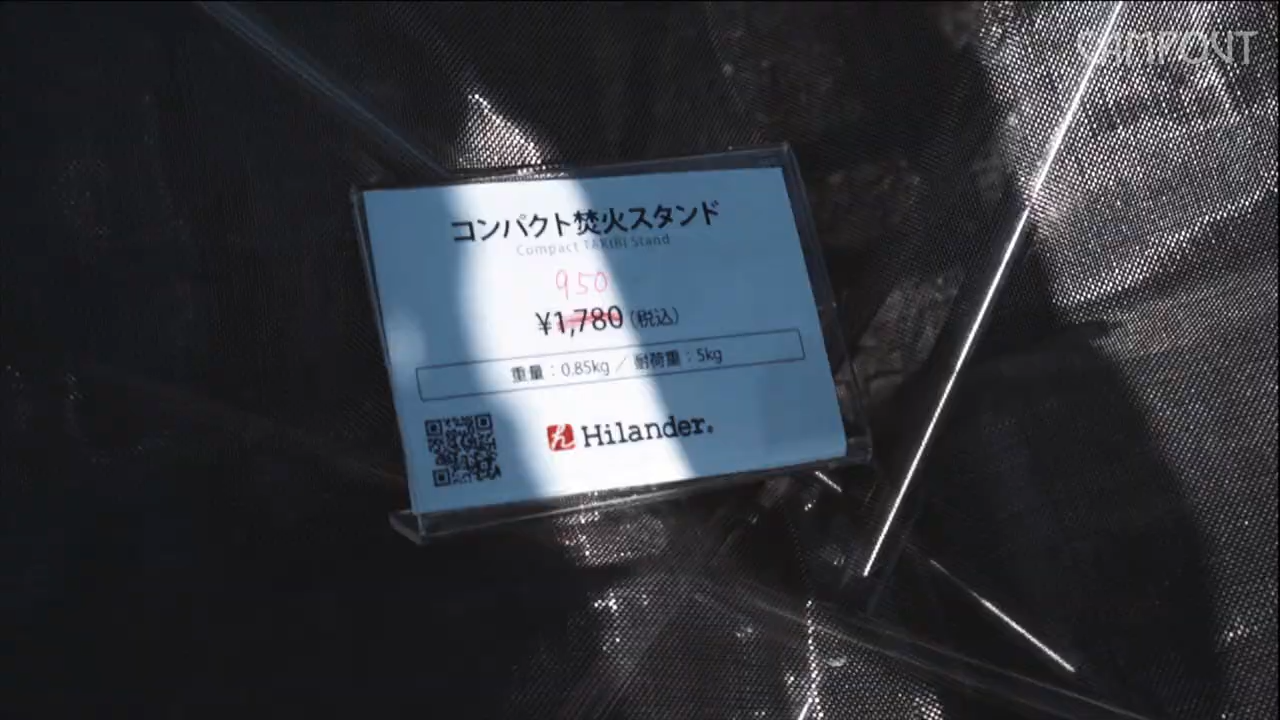 CAMPONT
コンパクト焚火スタンド
Compact TAKIBI Stand
950
¥1,780(税込)
重量：0.85kg ／ 耐荷重：5kg
Hilander®